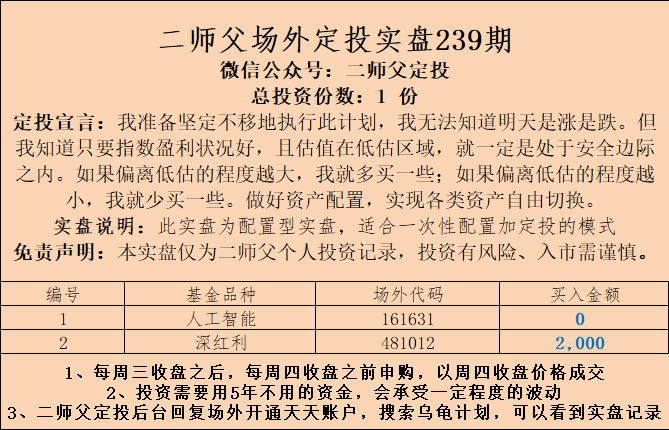 二师父场外定投实盘239期
微信公众号：二师父定投
总投资份数：1 份
定投宣言：我准备坚定不移地执行此计划，我无法知道明天是涨是跌。但
我知道只要指数盈利状况好，且估值在低估区域，就一定是处于安全边际
之内。如果偏离低估的程度越大，我就多买一些；如果偏离低估的程度越
小，我就少买一些。做好资产配置，实现各类资产自由切换。
实盘说明：此实盘为配置型实盘，适合一次性配置加定投的模式
免责声明：本实盘仅为二师父个人投资记录，投资有风险、入市需谨慎。
编号 基金品种 场外代码 买入金额
1 人工智能 161631 0
2 深红利 481012 2,000
1、每周三收盘之后，每周四收盘之前申购，以周四收盘价格成交
2、投资需要用5年不用的资金，会承受一定程度的波动
3、二师父定投后台回复场外开通天天账户，搜索乌龟计划，可以看到实盘记录